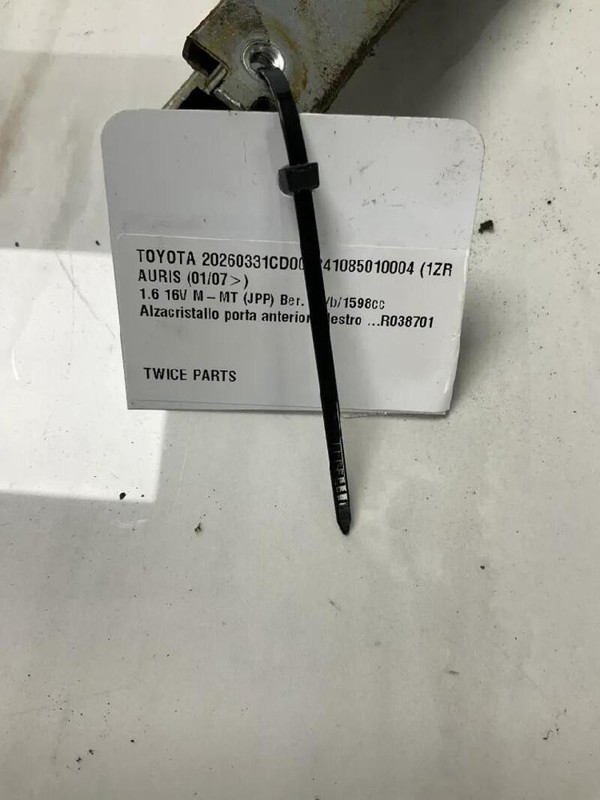 TOYOTA 20260331CD00 41085010004 (1ZR
AURIS (01/07>)
1.6 16V M-MT (JPP) Ber. /b/1598cc
Alzacristallo porta anterior destro ...R038701
TWICE PARTS